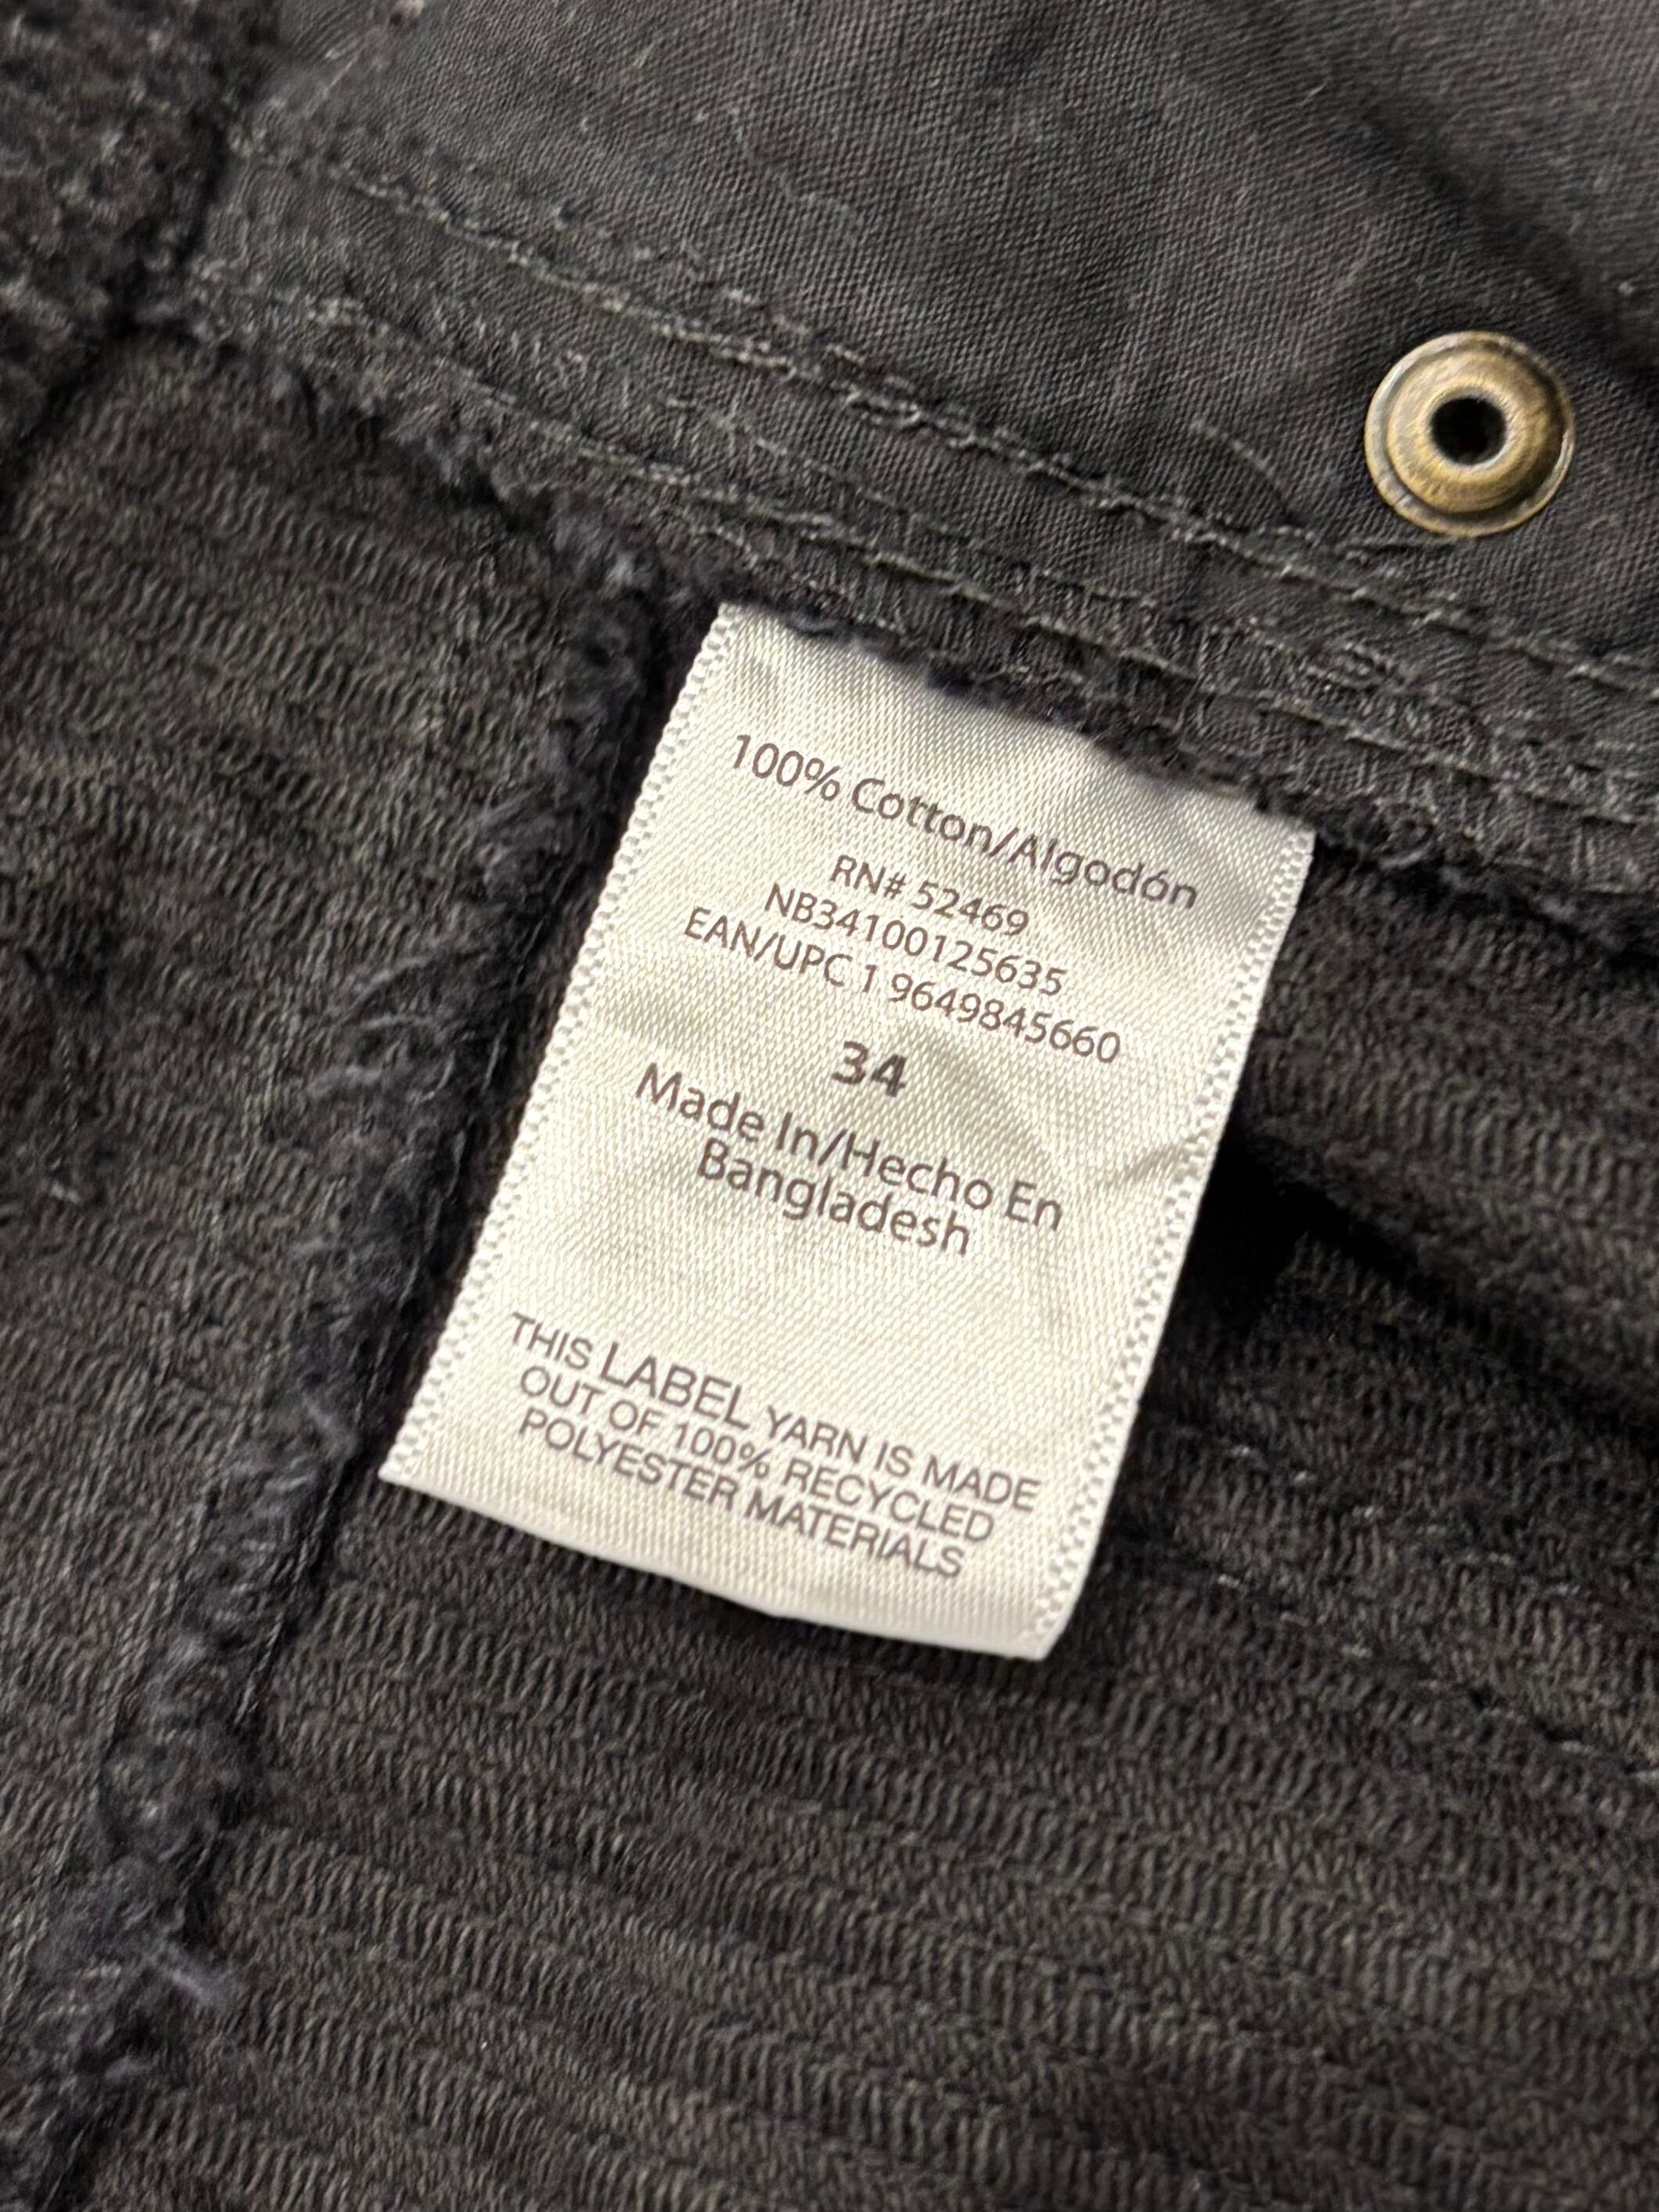 100% Cotton/Algodón
RN# 52469
NB34100125635
EAN/UPC 1 9649845660
34
Made In/Hecho En
Bangladesh
THIS LABEL YARN IS MADE
OUT OF 100% RECYCLED
POLYESTER MATERIALS